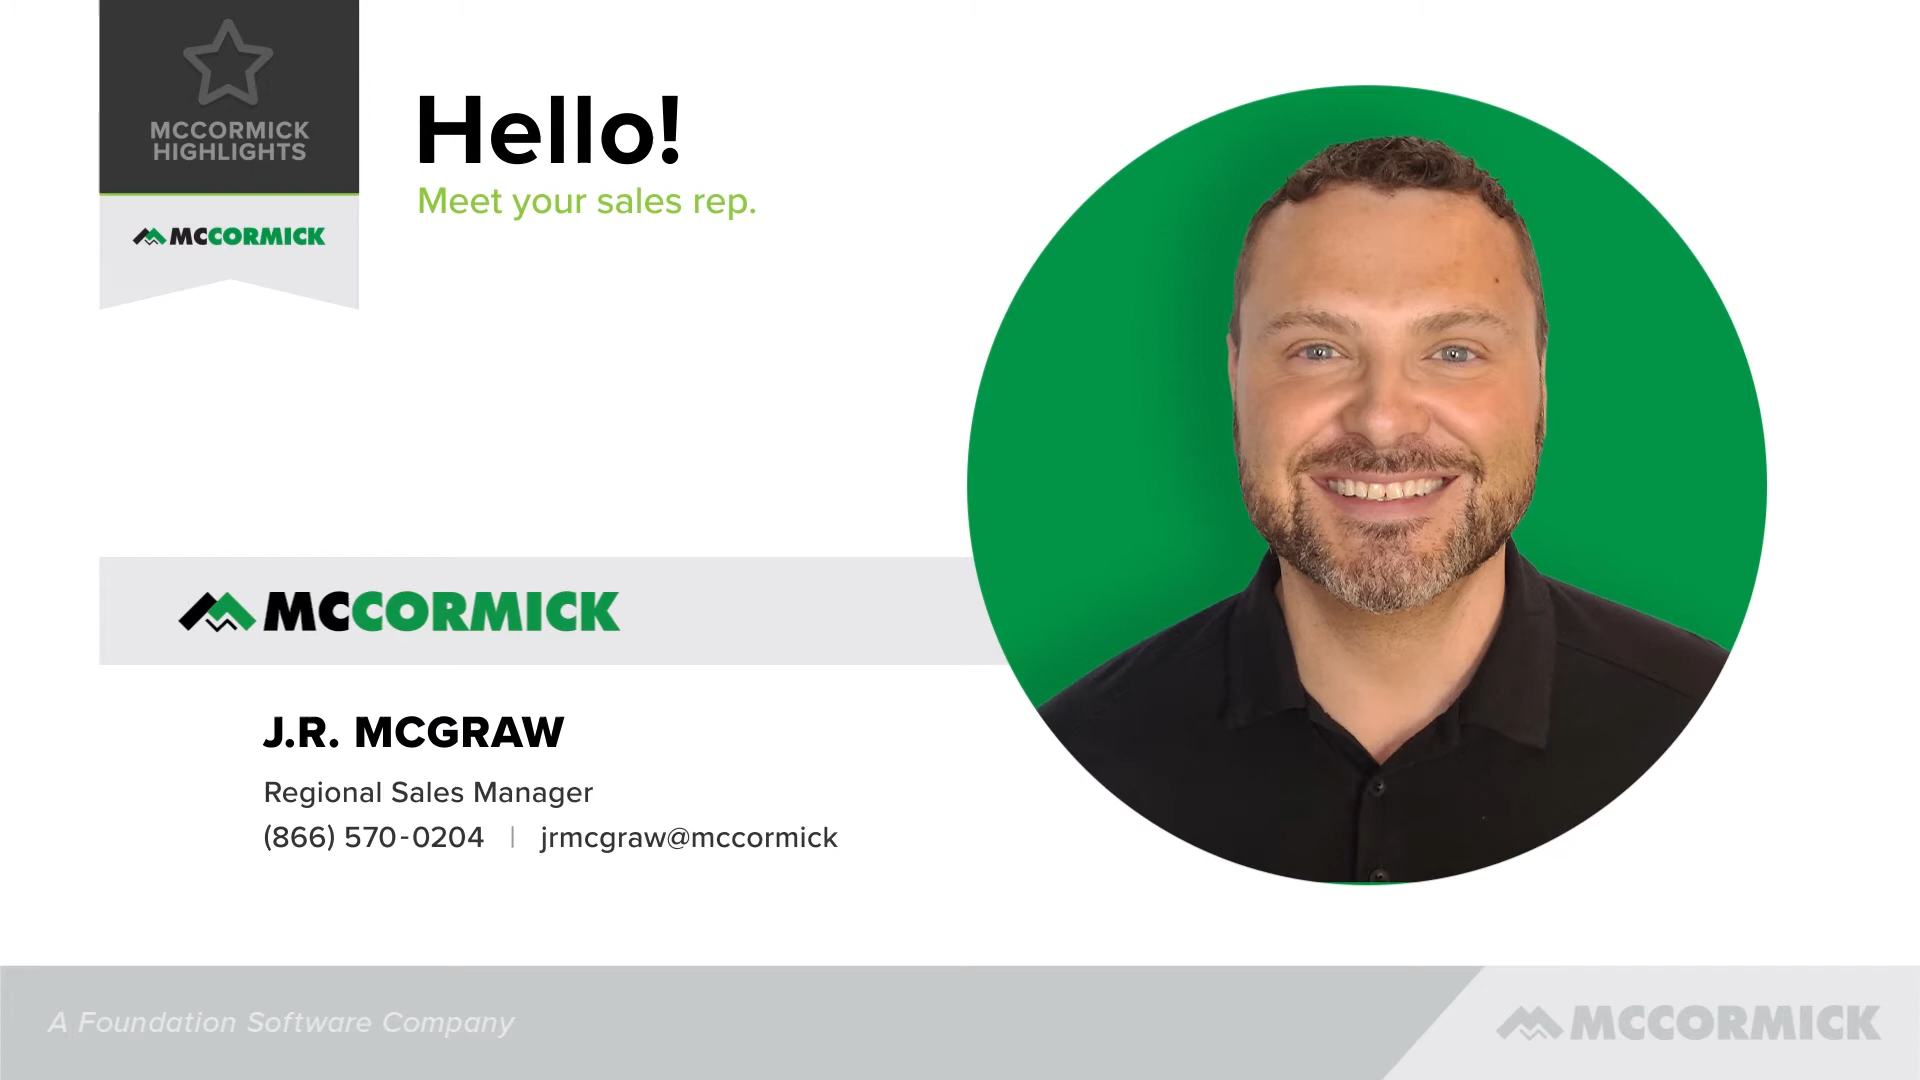 MCCORMICK
HIGHLIGHTS
MCCORMICK
Hello!
Meet your sales rep.
MCCORMICK
J.R. MCGRAW
Regional Sales Manager
(866) 570-0204 | jrmcgraw@mccormick
A Foundation Software Company
MCCORMICK